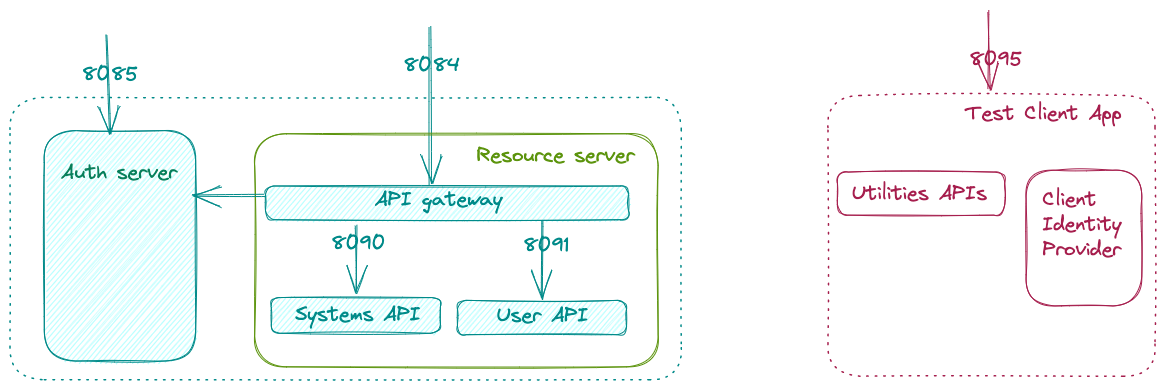 8085
8084
8095
Test Client App
Auth server
Resource server
API gateway
Utilities APIs
Client
Identity
Provider
8090
8091
Systems API
User API